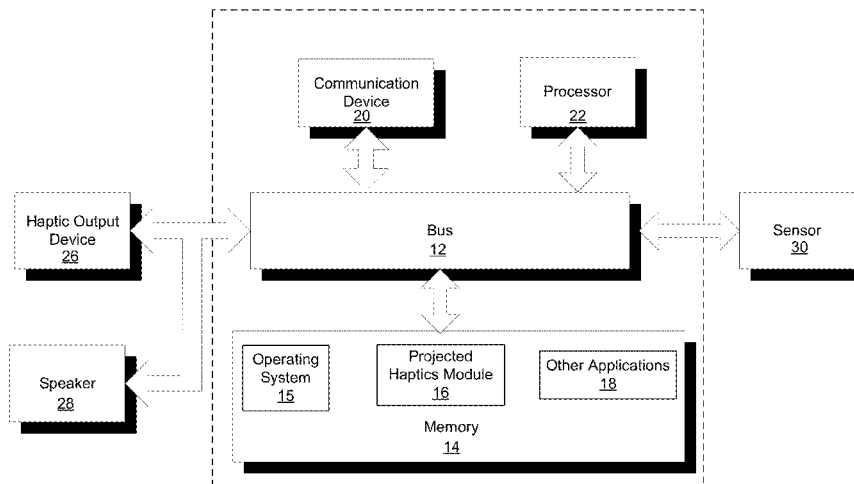 Communication
Device
20
Processor
22
Haptic Output
Device
26
Bus
12
Sensor
30
Speaker
28
Operating
System
15
Projected
Haptics Module
16
Other Applications
18
Memory
14